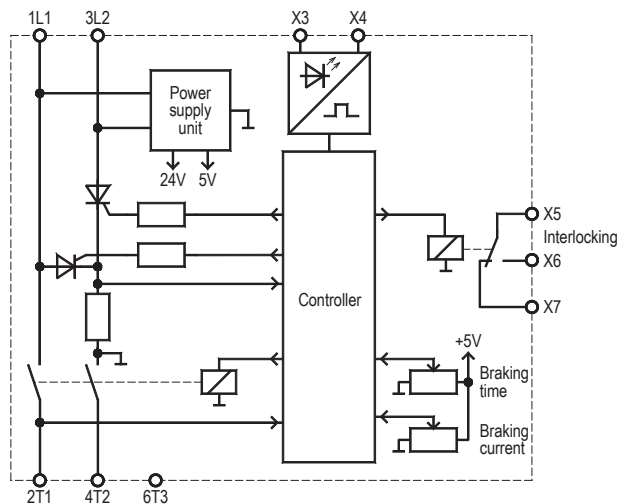 1L1 3L2 X3 X4
Power
supply
unit
24V 5V
X5
Interlocking
X6
Controller
X7
+5V
Braking
time
Braking
current
2T1 4T2 6T3